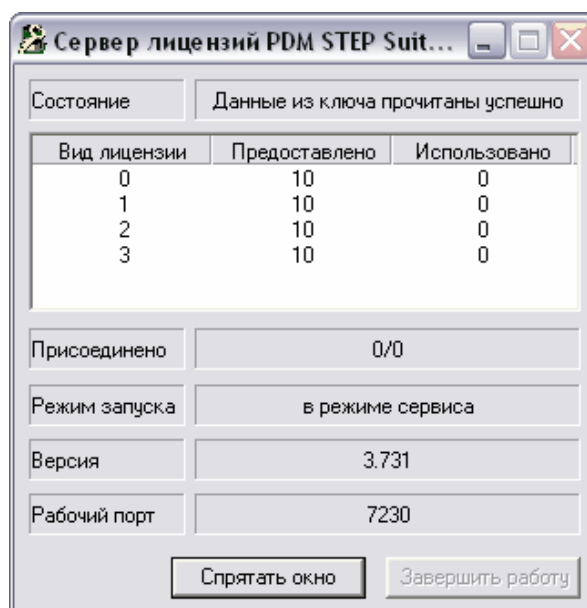 Сервер лицензий PDM STEP Suit...
Состояние Данные из ключа прочитаны успешно
Вид лицензии Предоставлено Использовано
0 10 0
1 10 0
2 10 0
3 10 0
Присоединено 0/0
Режим запуска в режиме сервиса
Версия 3.731
Рабочий порт 7230
Спрятать окно Завершить работу